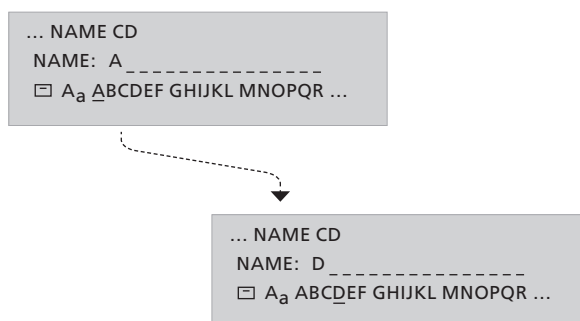 ... NAME CD
NAME: A _ _ _ _ _ _ _ _ _ _ _ _ _ _ _
Aa ABCDEF GHIJKL MNOPQR ...
... NAME CD
NAME: D _ _ _ _ _ _ _ _ _ _ _ _ _ _ _
Aa ABCDEF GHIJKL MNOPQR ...